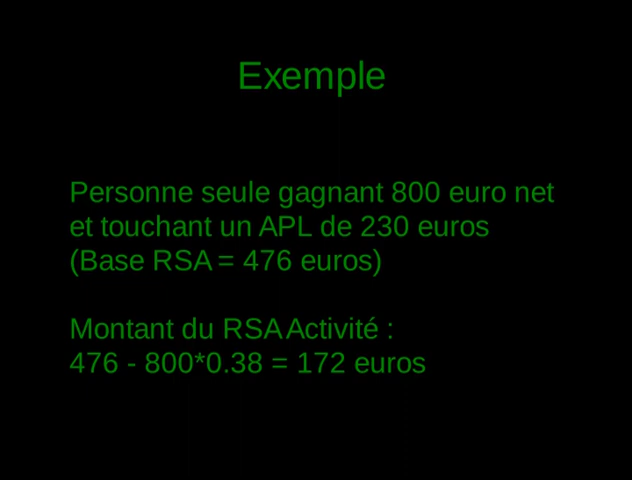 Exemple
Personne seule gagnant 800 euro net
et touchant un APL de 230 euros
(Base RSA = 476 euros)
Montant du RSA Activité :
476 - 800*0.38 = 172 euros